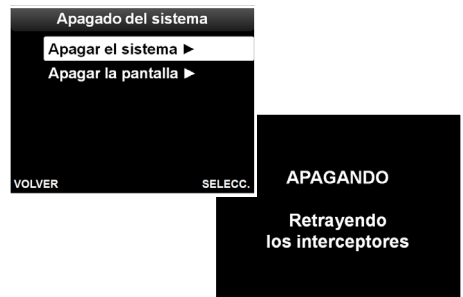 Apagado del sistema
Apagar el sistema ►
Apagar la pantalla ►
VOLVER SELECC.
APAGANDO
Retrayendo
los interceptores